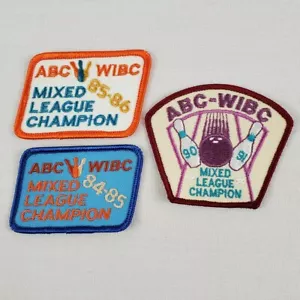 ABC WIBC
MIXED 85-86
LEAGUE
CHAMPION
ABC WIBC
MIXED 84-85
LEAGUE
CHAMPION
ABC-WIBC
90 91
MIXED
LEAGUE
CHAMPION